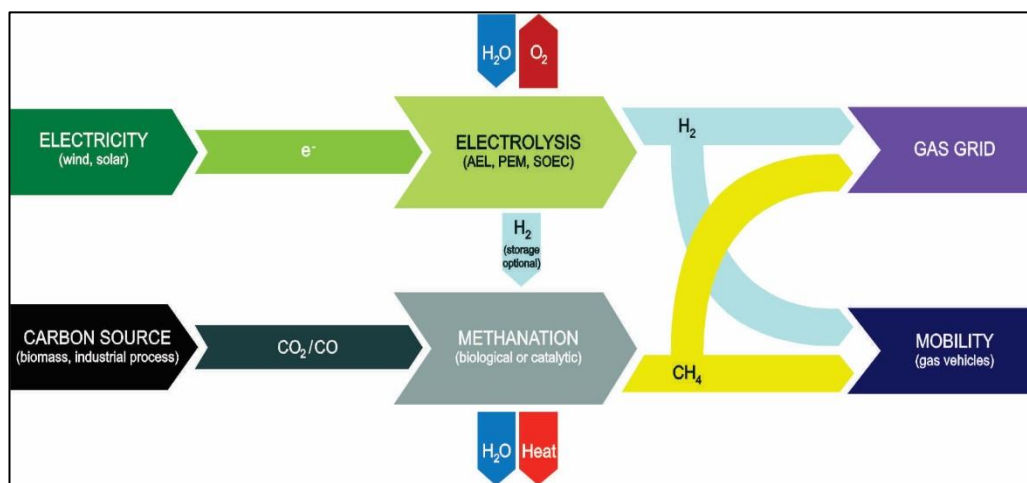 H₂O
O₂
ELECTRICITY
(wind, solar)
e⁻
ELECTROLYSIS
(AEL, PEM, SOEC)
H₂
GAS GRID
H₂
(storage
optional)
CARBON SOURCE
(biomass, industrial process)
CO₂/CO
METHANATION
(biological or catalytic)
CH₄
MOBILITY
(gas vehicles)
H₂O
Heat